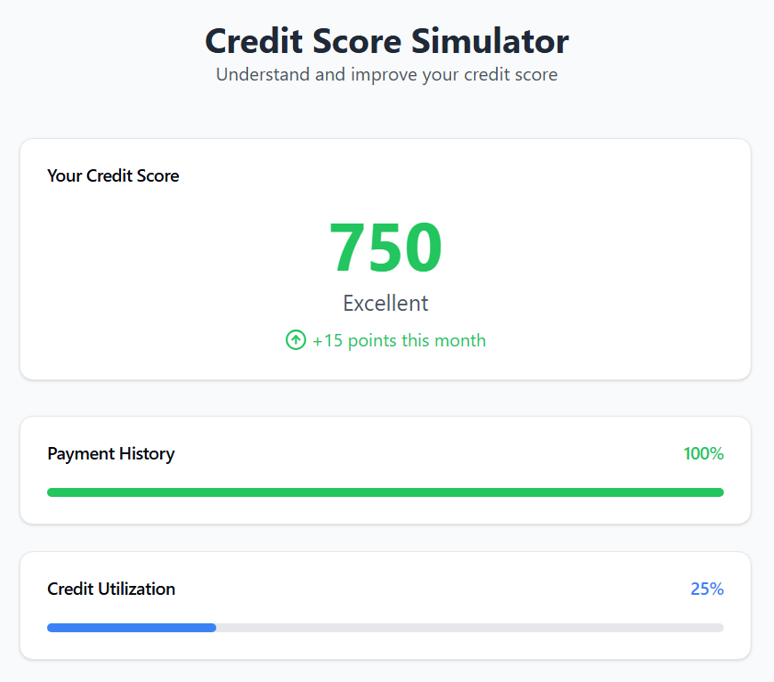 Credit Score Simulator
Understand and improve your credit score
Your Credit Score
750
Excellent
+15 points this month
Payment History 100%
Credit Utilization 25%